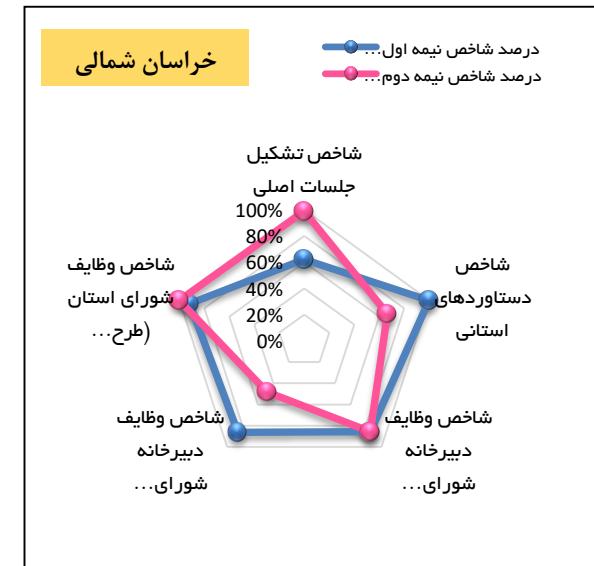 خراسان شمالی
درصد شاخص نیمه اول...
درصد شاخص نیمه دوم...
شاخص تشکیل
جلسات اصلی
100%
80%
60%
40%
20%
0%
شاخص
دستاوردهای
استانی
شاخص وظایف
دبیرخانه
شورای...
شاخص وظایف
دبیرخانه
شورای...
شاخص وظایف
شورای استان
(طرح...